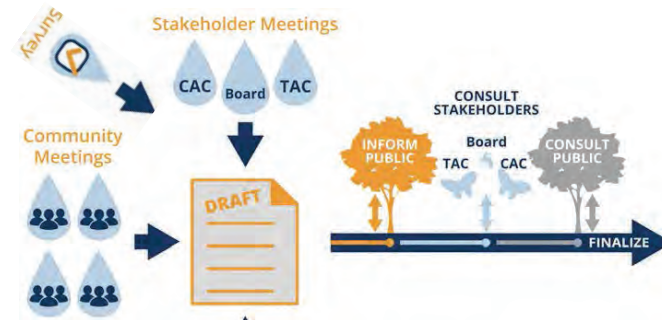 Survey
Stakeholder Meetings
CAC
Board
TAC
Community
Meetings
DRAFT
CONSULT
STAKEHOLDERS
INFORM
PUBLIC
Board
TAC
CAC
CONSULT
PUBLIC
FINALIZE